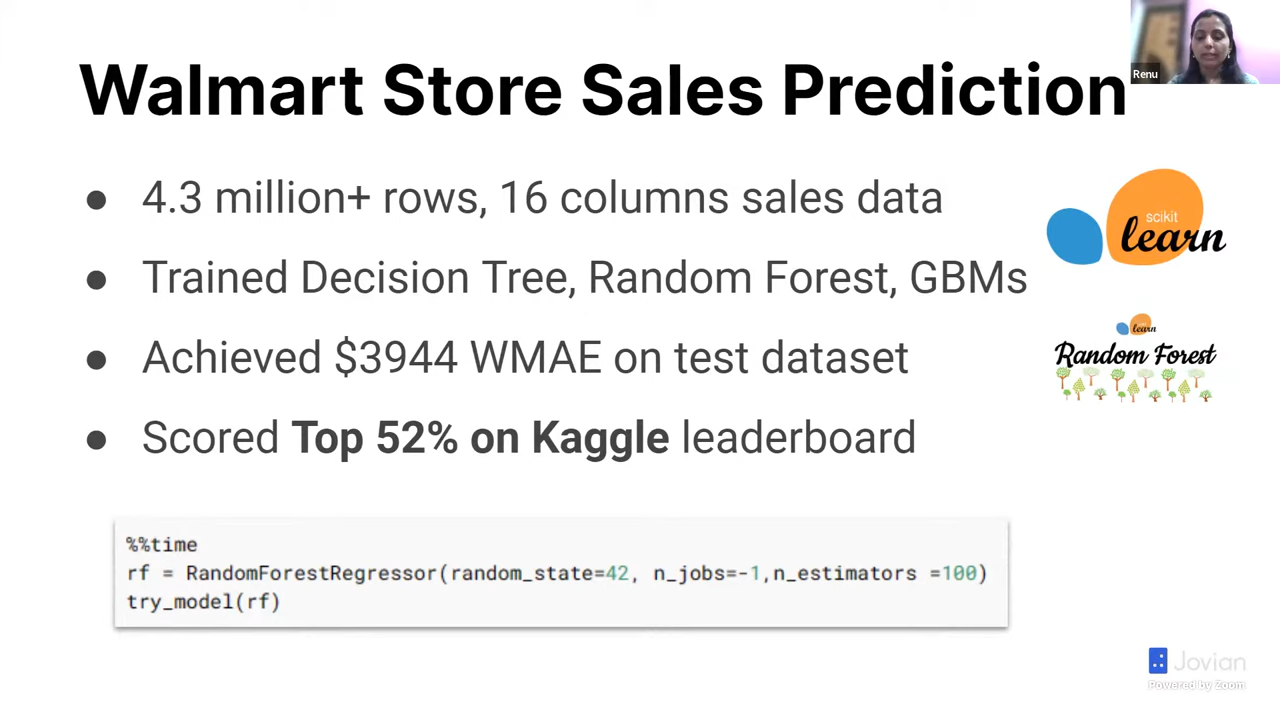 Renu
Walmart Store Sales Prediction
● 4.3 million+ rows, 16 columns sales data
● Trained Decision Tree, Random Forest, GBMs
● Achieved $3944 WMAE on test dataset
● Scored Top 52% on Kaggle leaderboard
scikit
learn
learn
Random Forest
%%time
rf = RandomForestRegressor(random_state=42, n_jobs=-1,n_estimators =100)
try_model(rf)
Jovian
Powered by Zoom